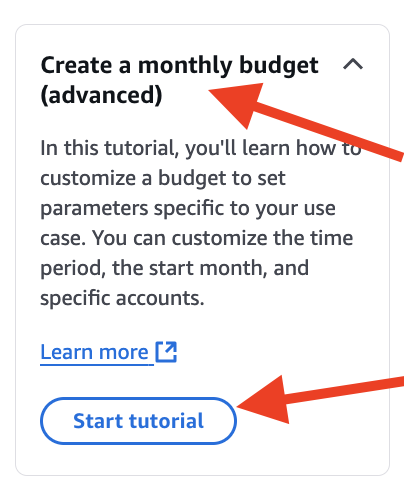 Create a monthly budget
(advanced)
In this tutorial, you'll learn how to
customize a budget to set
parameters specific to your use
case. You can customize the time
period, the start month, and
specific accounts.
Learn more
Start tutorial